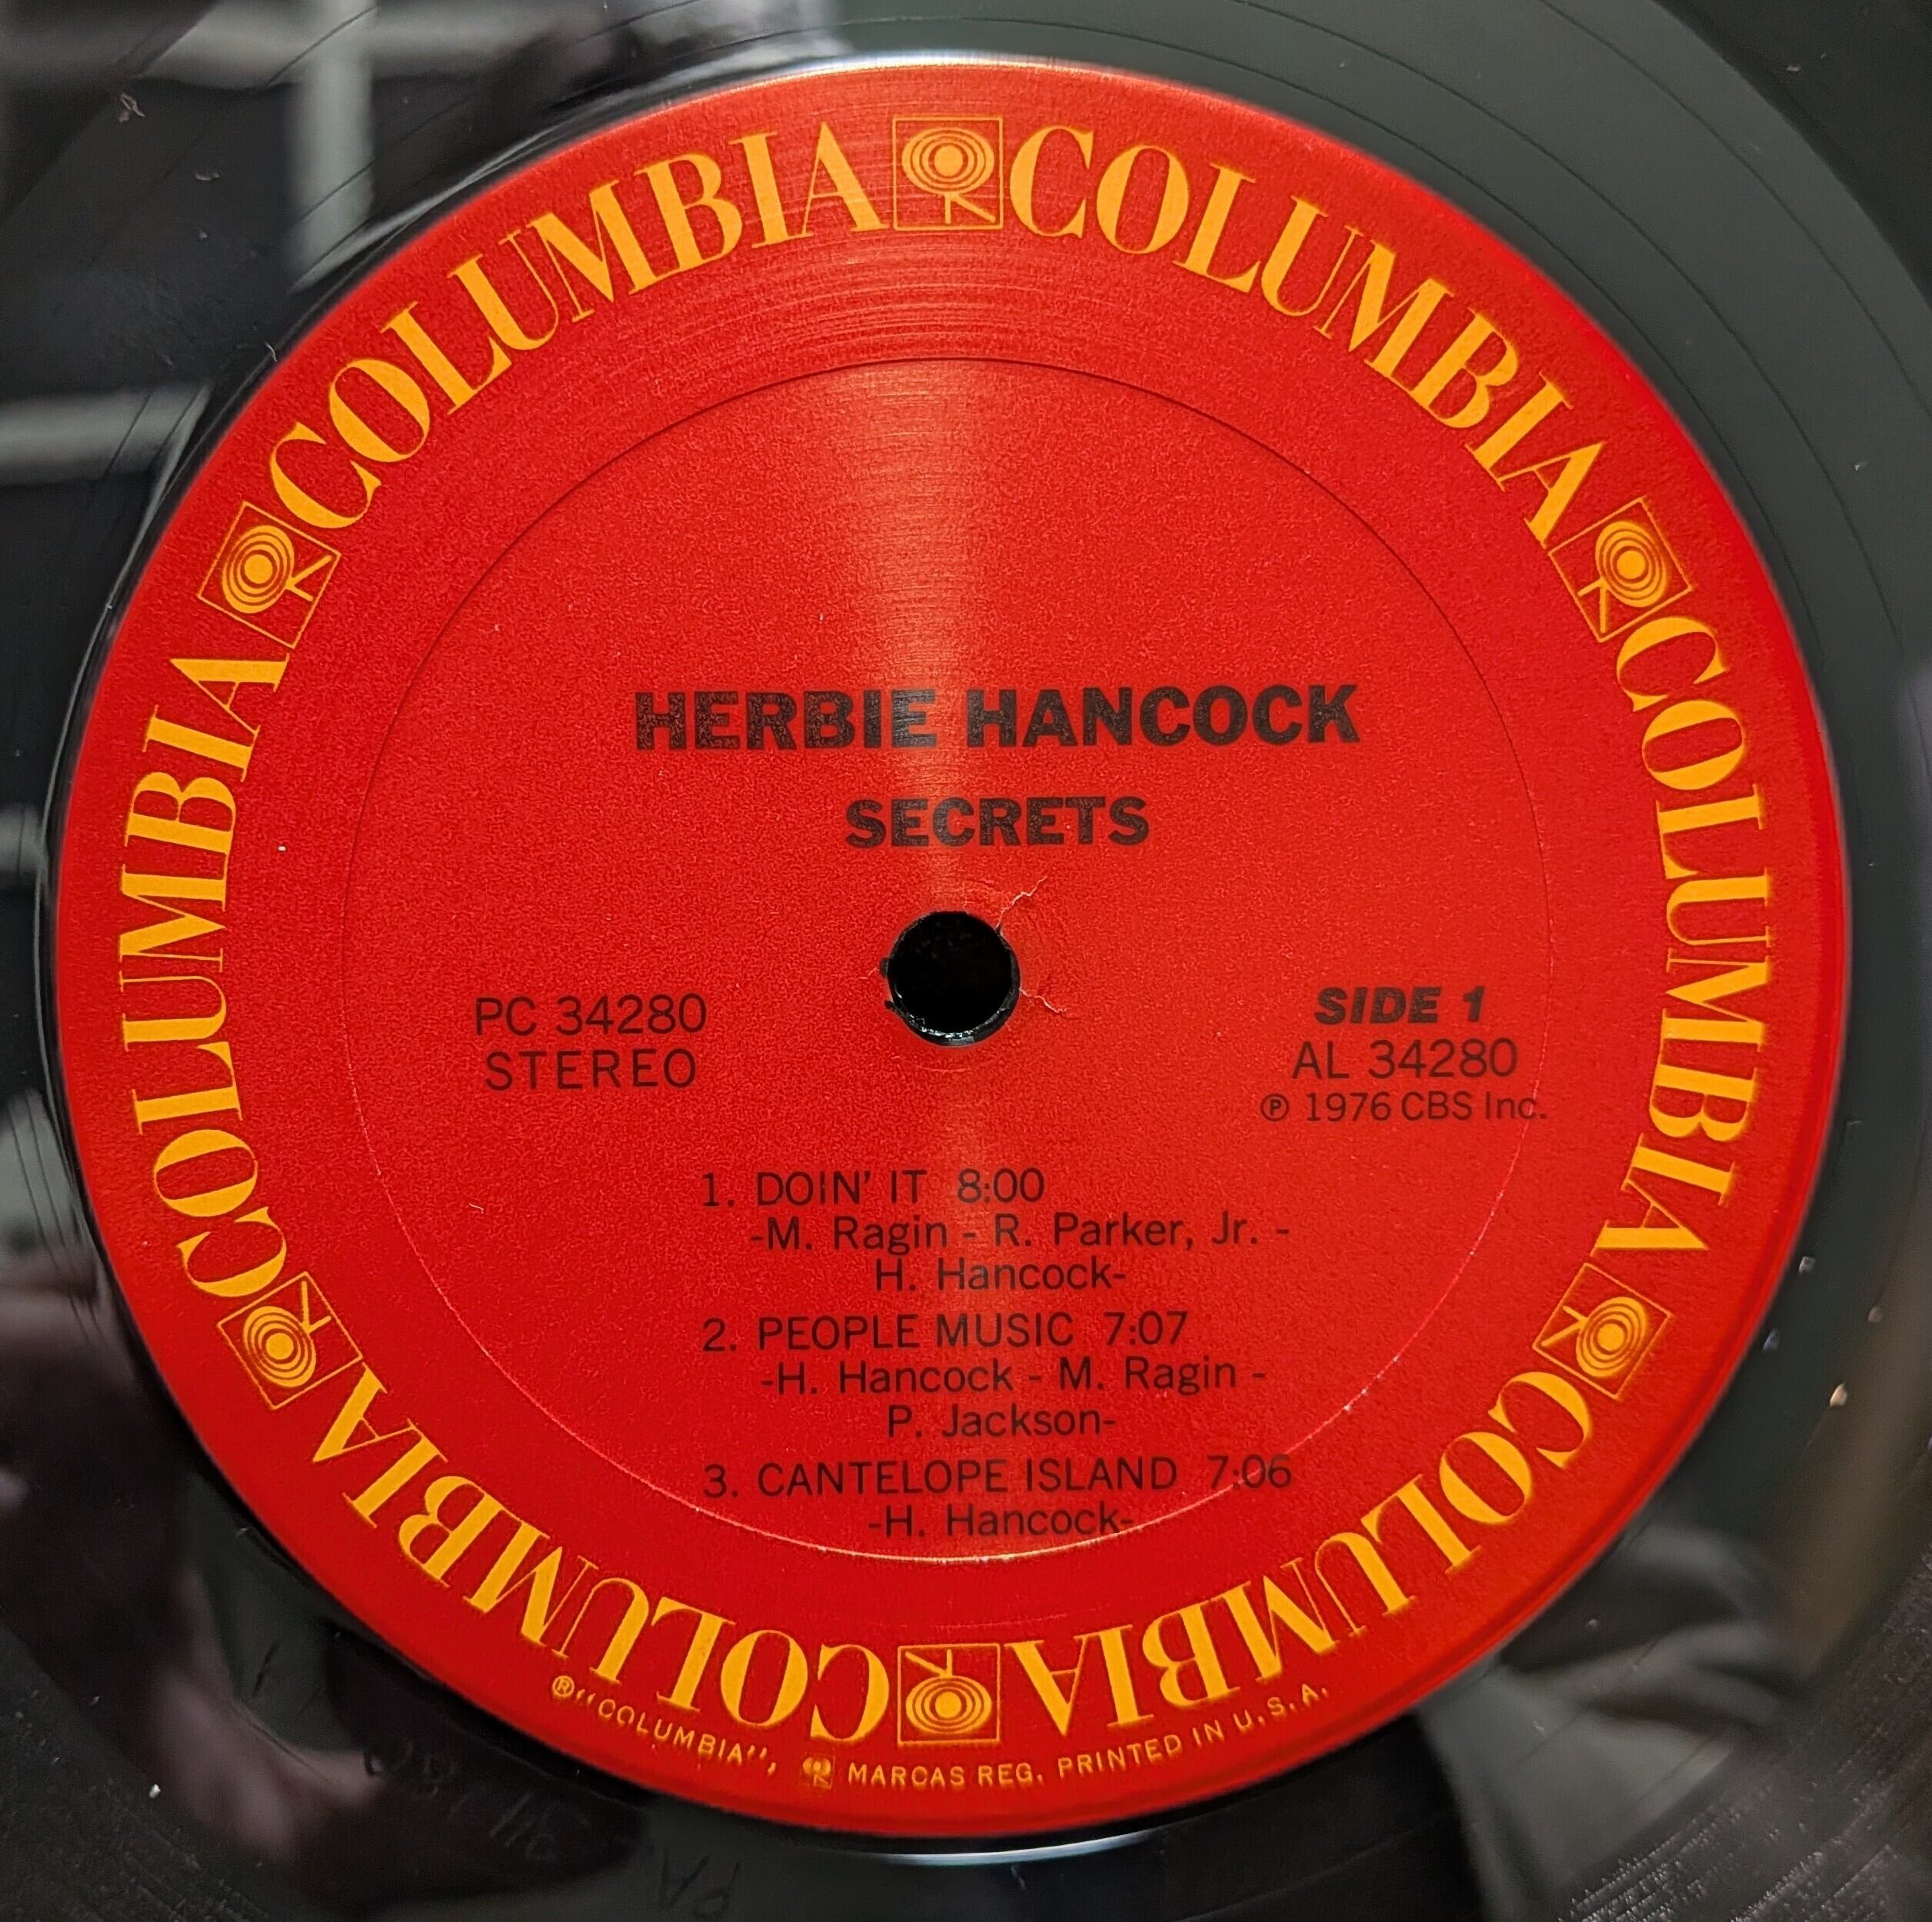 COLUMBIA COLUMBIA COLUMBIA COLUMBIA COLUMBIA COLUMBIA
HERBIE HANCOCK
SECRETS
PC 34280
STEREO
SIDE 1
AL 34280
℗ 1976 CBS Inc.
1. DOIN' IT 8:00
-M. Ragin - R. Parker, Jr. -
H. Hancock-
2. PEOPLE MUSIC 7:07
-H. Hancock - M. Ragin -
P. Jackson-
3. CANTELOPE ISLAND 7:06
-H. Hancock-
® "COLUMBIA", MARCAS REG. PRINTED IN U.S.A.